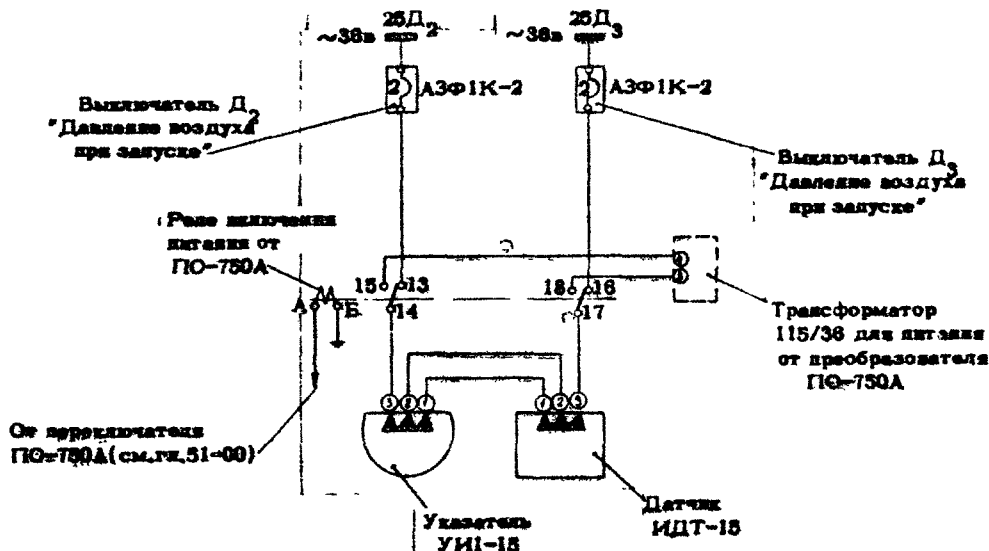 25Д2
~36в
25Д3
~36в
2
АЗФ1К-2
2
АЗФ1К-2
Выключатель Д2
"Давление воздуха
при запуске"
Выключатель Д3
"Давление воздуха
при запуске"
Реле включения
питания от
ПО-750А
15
13
14
18
16
17
А
Б
Трансформатор
115/36 для питания
от преобразователя
ПО-750А
3
2
1
1
2
3
От переключателя
ПО-750А(см.гл.51-00)
Указатель
УИ1-15
Датчик
ИДТ-15